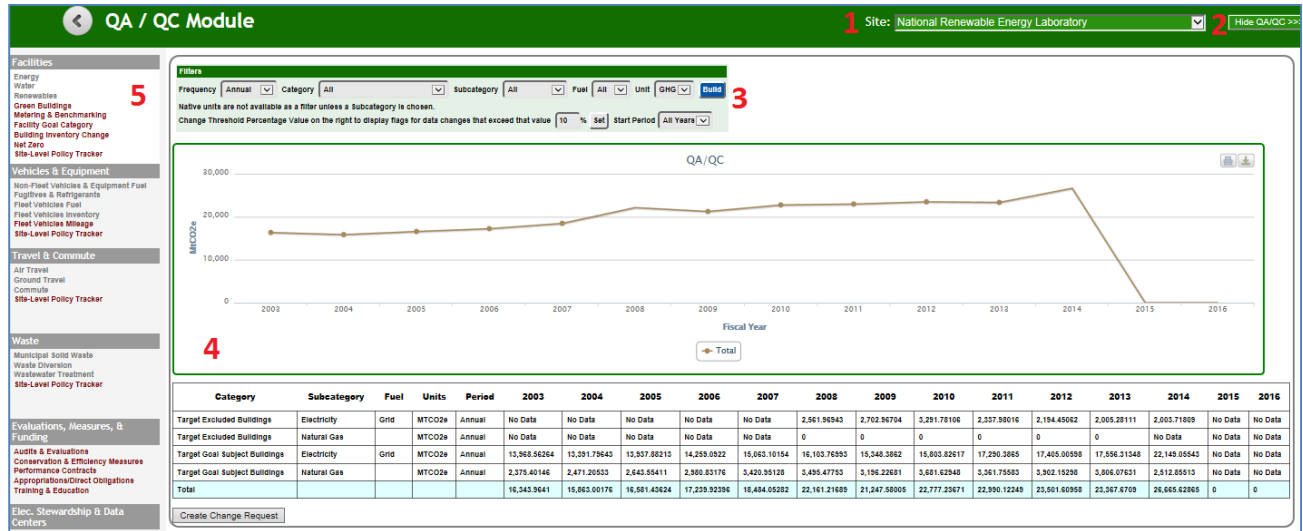 QA / QC Module
1 Site: National Renewable Energy Laboratory 2 Hide QA/QC >>>
Facilities
Energy
Water
Renewables
Green Buildings
Metering & Benchmarking
Facility Goal Category
Building Inventory Change
Net Zero
Site-Level Policy Tracker
5
Vehicles & Equipment
Non-Fleet Vehicles & Equipment Fuel
Fugitives & Refrigerants
Fleet Vehicles Fuel
Fleet Vehicles Inventory
Fleet Vehicles Mileage
Site-Level Policy Tracker
Travel & Commute
Air Travel
Ground Travel
Commute
Site-Level Policy Tracker
Waste
Municipal Solid Waste
Waste Diversion
Wastewater Treatment
Site-Level Policy Tracker
Evaluations, Measures, &
Funding
Audits & Evaluations
Conservation & Efficiency Measures
Performance Contracts
Appropriations/Direct Obligations
Training & Education
Elec. Stewardship & Data
Centers
Filters
Frequency Annual Category All Subcategory All Fuel All Unit GHG Build
3
Native units are not available as a filter unless a Subcategory is chosen.
Change Threshold Percentage Value on the right to display flags for data changes that exceed that value 10 % Set Start Period All Years
QA/QC
30,000
20,000
10,000
0
MtCO2e
2003 2004 2005 2006 2007 2008 2009 2010 2011 2012 2013 2014 2015 2016
Fiscal Year
Total
4
Category Subcategory Fuel Units Period 2003 2004 2005 2006 2007 2008 2009 2010 2011 2012 2013 2014 2015 2016
Target Excluded Buildings Electricity Grid MTCO2e Annual No Data No Data No Data No Data No Data 2,561.96943 2,702.96704 3,291.78106 2,337.98016 2,194.45062 2,005.28111 2,003.71809 No Data No Data
Target Excluded Buildings Natural Gas MTCO2e Annual No Data No Data No Data No Data No Data 0 0 0 0 0 0 No Data No Data No Data
Target Goal Subject Buildings Electricity Grid MTCO2e Annual 13,968.56264 13,391.79643 13,937.88213 14,259.0922 15,063.10154 16,103.76993 15,348.3862 15,803.82617 17,290.3865 17,405.00598 17,556.31348 22,149.05543 No Data No Data
Target Goal Subject Buildings Natural Gas MTCO2e Annual 2,375.40146 2,471.20533 2,643.55411 2,980.83176 3,420.95128 3,495.47753 3,196.22681 3,681.62948 3,361.75583 3,902.15298 3,806.07631 2,512.85513 No Data No Data
Total 16,343.9641 15,863.00176 16,581.43624 17,239.92396 18,484.05282 22,161.21689 21,247.58005 22,777.23671 22,990.12249 23,501.60958 23,367.6709 26,665.62865 0 0
Create Change Request